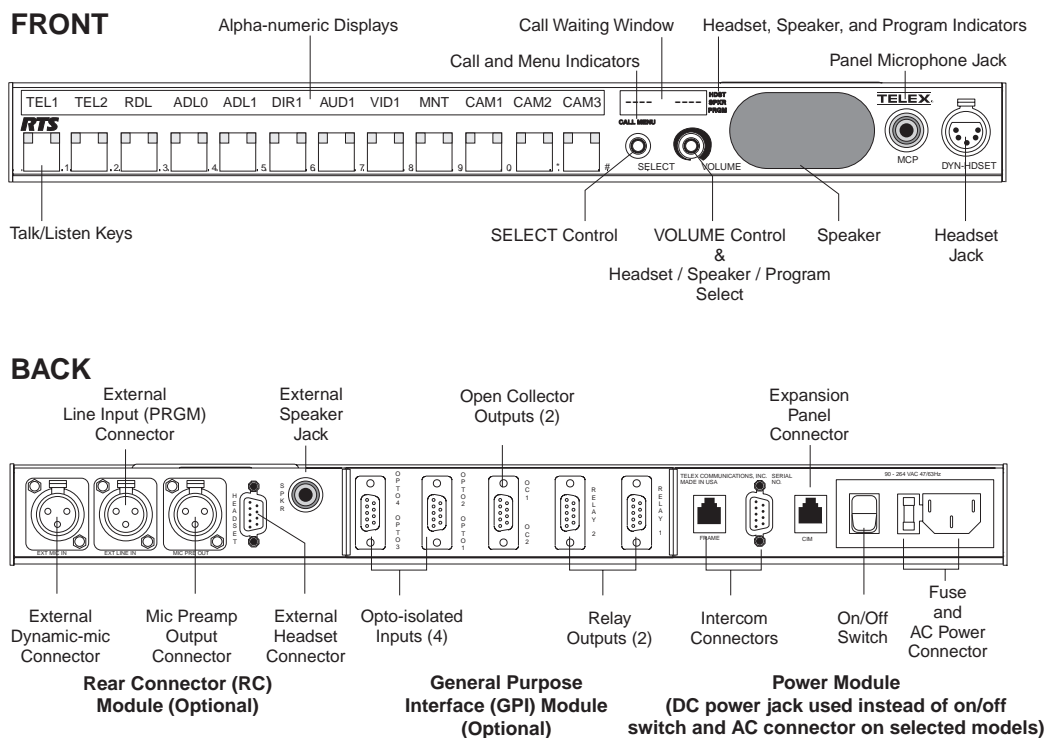 FRONT
Alpha-numeric Displays
Call Waiting Window
Headset, Speaker, and Program Indicators
Call and Menu Indicators
Panel Microphone Jack
TEL1 TEL2 RDL ADL0 ADL1 DIR1 AUD1 VID1 MNT CAM1 CAM2 CAM3
---- ----
HDST
SPKR
PRGM
TELEX
RTS
CALL MENU
1 2 3 4 5 6 7 8 9 0 * #
SELECT
VOLUME
MCP
DYN-HDSET
Talk/Listen Keys
SELECT Control
VOLUME Control
&
Headset / Speaker / Program
Select
Speaker
Headset
Jack
BACK
External
Line Input (PRGM)
Connector
External
Speaker
Jack
Open Collector
Outputs (2)
Expansion
Panel
Connector
EXT MIC IN
EXT LINE IN
MIC PRE OUT
HEADSET
SPKR
OPTO4 OPTO3
OPTO2 OPTO1
OC1 OC2
RELAY 2
RELAY 1
TELEX COMMUNICATIONS, INC.
MADE IN USA
SERIAL
NO.
FRAME
CIM
90 - 264 VAC 47/63Hz
External
Dynamic-mic
Connector
Mic Preamp
Output
Connector
External
Headset
Connector
Opto-isolated
Inputs (4)
Relay
Outputs (2)
Intercom
Connectors
On/Off
Switch
Fuse
and
AC Power
Connector
Rear Connector (RC)
Module (Optional)
General Purpose
Interface (GPI) Module
(Optional)
Power Module
(DC power jack used instead of on/off
switch and AC connector on selected models)